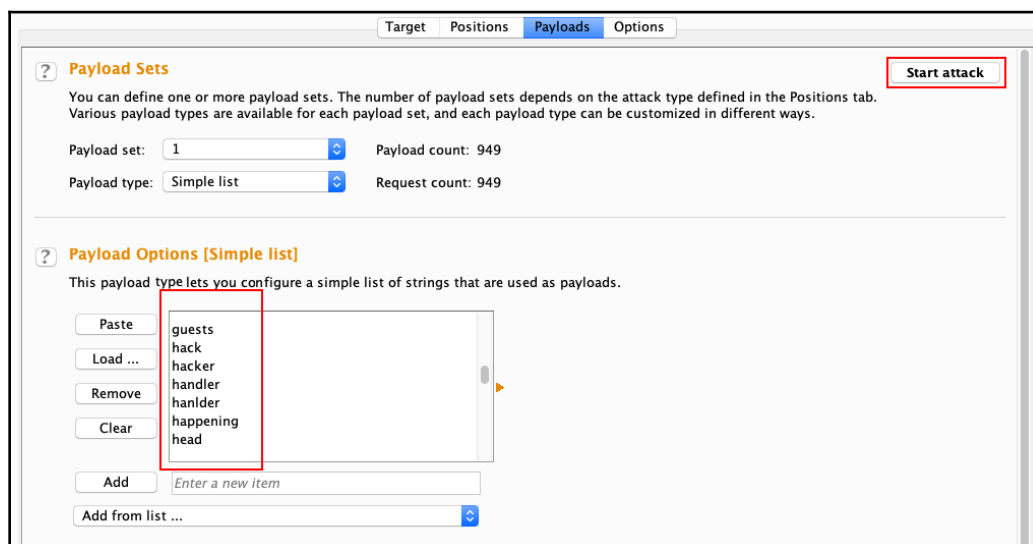 Target Positions Payloads Options
? Payload Sets
Start attack
You can define one or more payload sets. The number of payload sets depends on the attack type defined in the Positions tab.
Various payload types are available for each payload set, and each payload type can be customized in different ways.
Payload set: 1 Payload count: 949
Payload type: Simple list Request count: 949
? Payload Options [Simple list]
This payload type lets you configure a simple list of strings that are used as payloads.
Paste
Load ...
Remove
Clear
guests
hack
hacker
handler
hanlder
happening
head
Add Enter a new item
Add from list ...